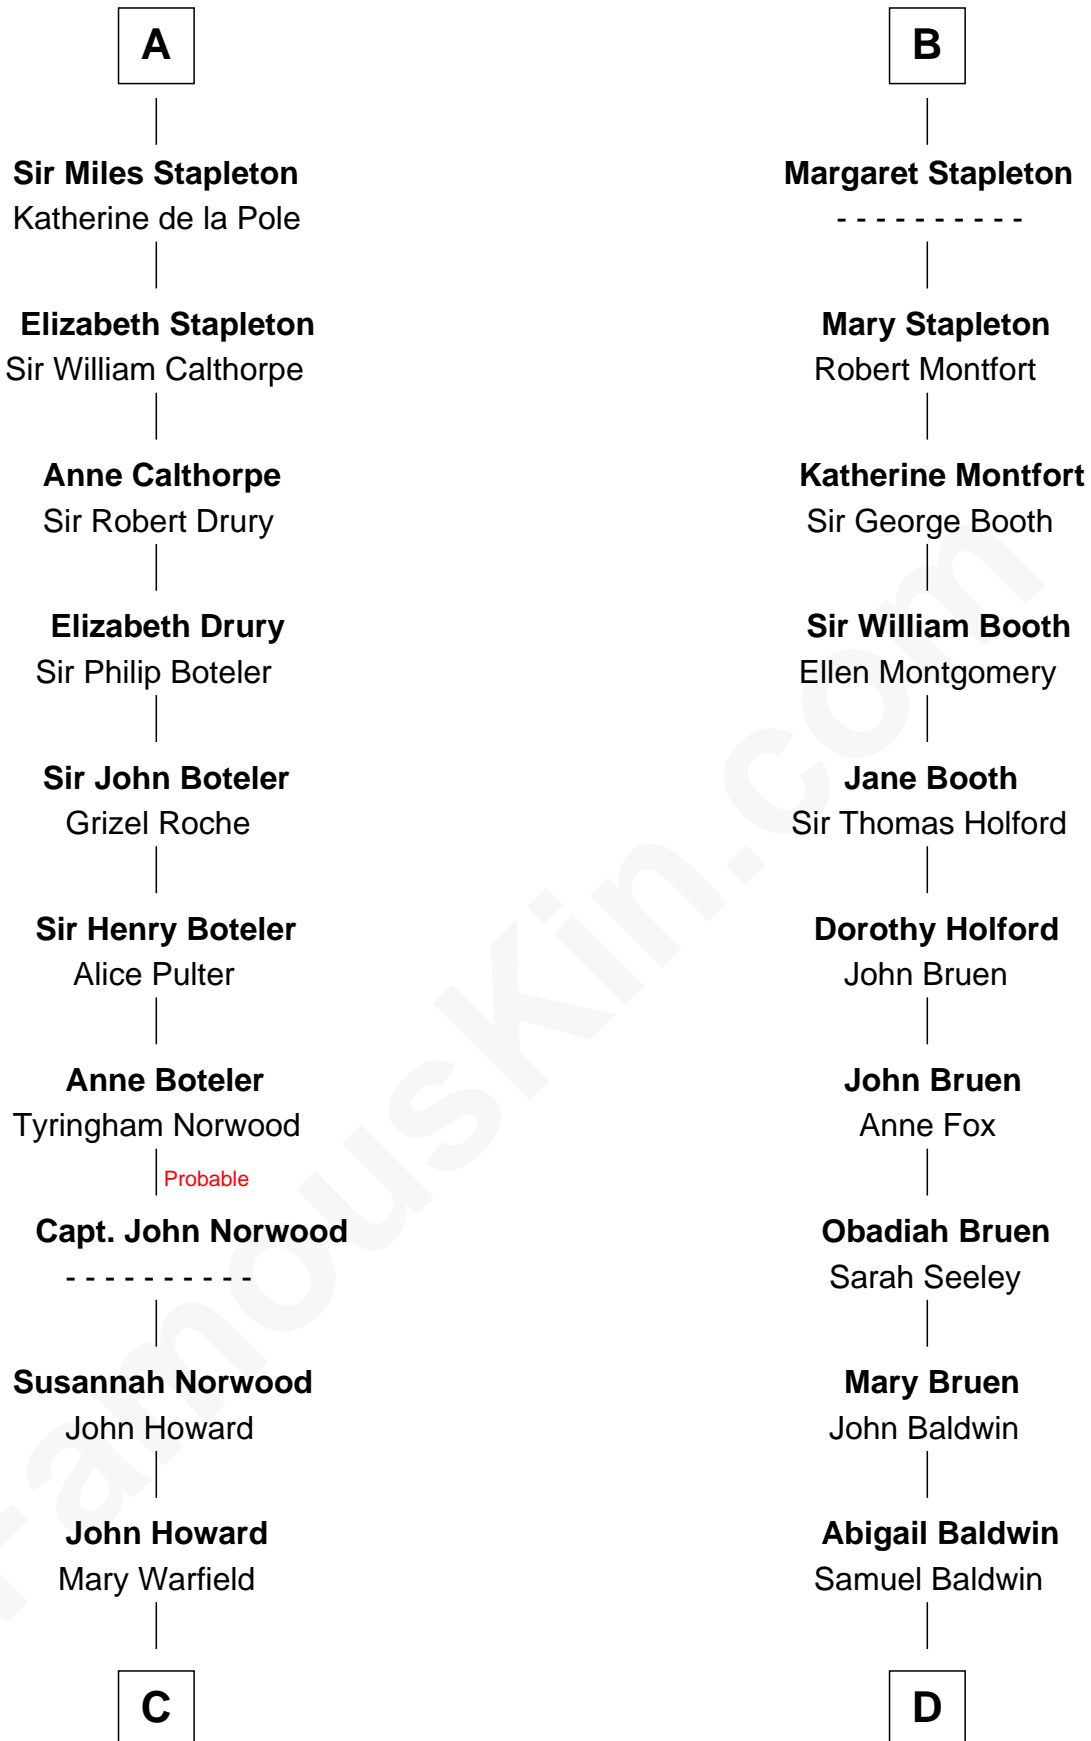 A
Sir Miles Stapleton
Katherine de la Pole
Elizabeth Stapleton
Sir William Calthorpe
Anne Calthorpe
Sir Robert Drury
Elizabeth Drury
Sir Philip Boteler
Sir John Boteler
Grizel Roche
Sir Henry Boteler
Alice Pulter
Anne Boteler
Tyringham Norwood
Probable
Capt. John Norwood
- - - - - - - - - -
Susannah Norwood
John Howard
John Howard
Mary Warfield
C
B
Margaret Stapleton
- - - - - - - - - -
Mary Stapleton
Robert Montfort
Katherine Montfort
Sir George Booth
Sir William Booth
Ellen Montgomery
Jane Booth
Sir Thomas Holford
Dorothy Holford
John Bruen
John Bruen
Anne Fox
Obadiah Bruen
Sarah Seeley
Mary Bruen
John Baldwin
Abigail Baldwin
Samuel Baldwin
D
FamousKin.com